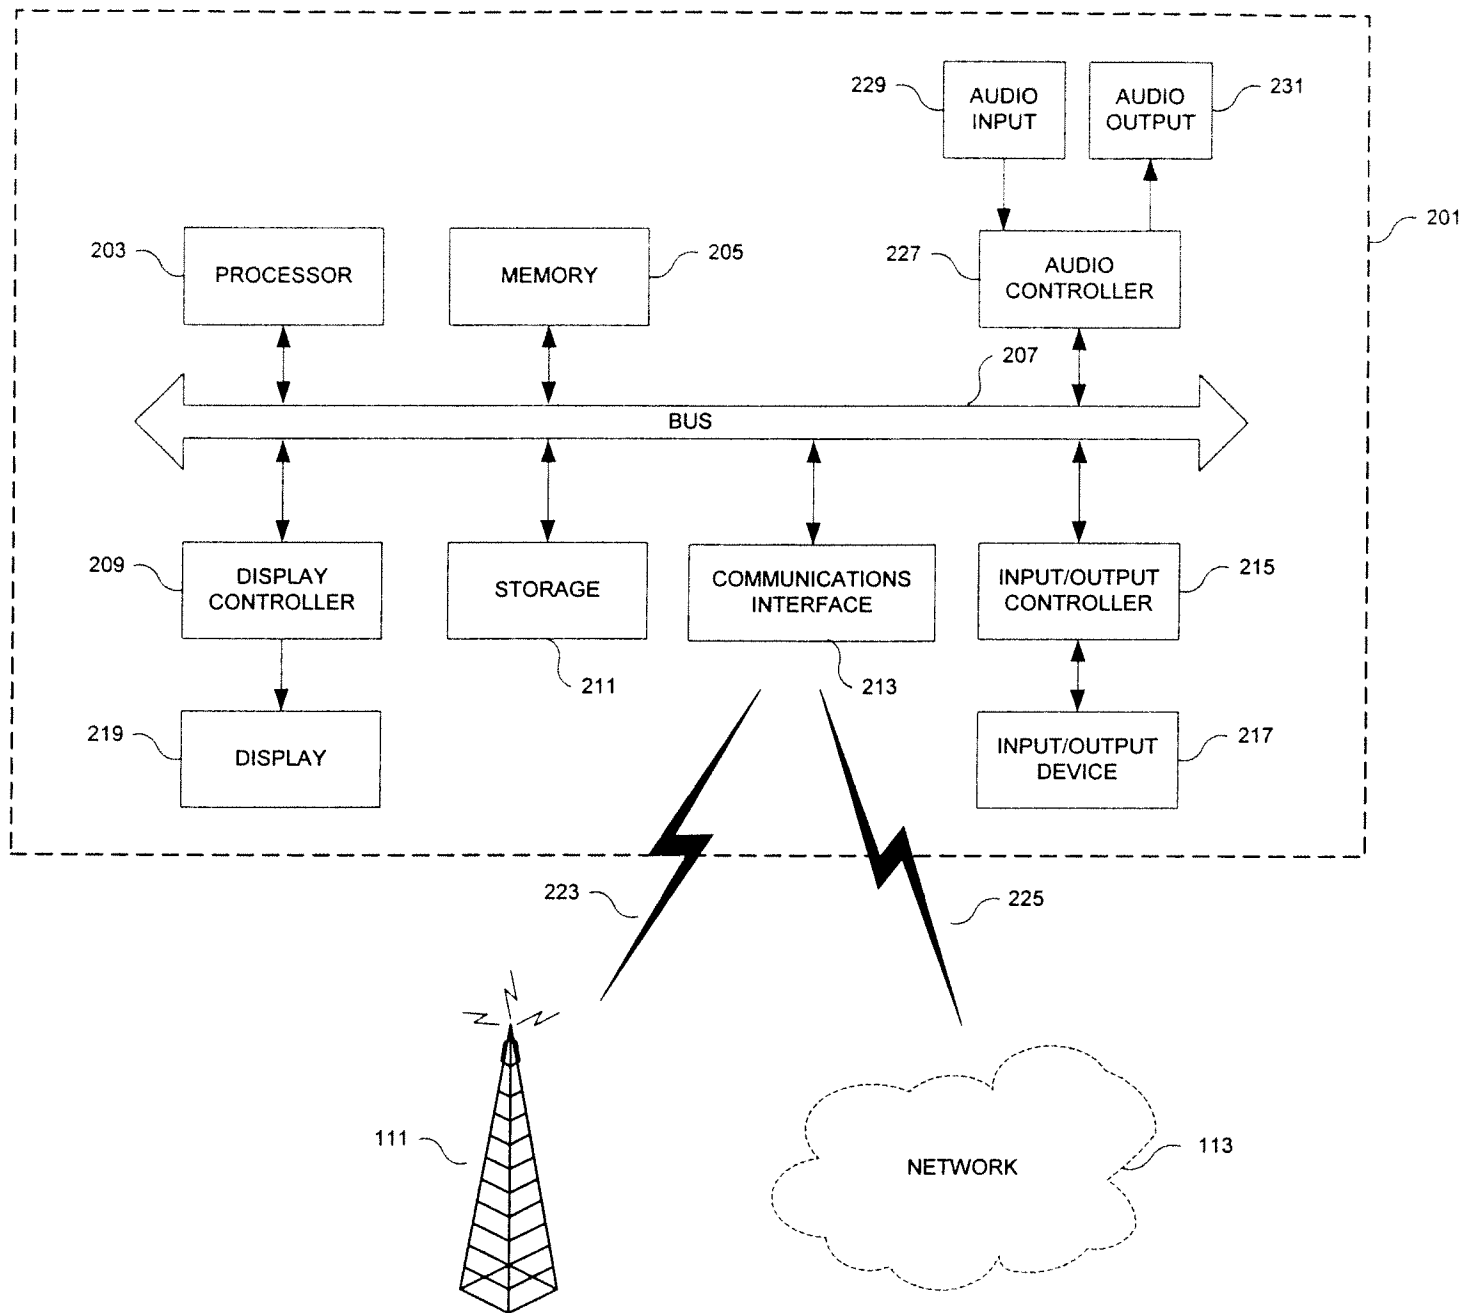 229
AUDIO
INPUT
AUDIO
OUTPUT
231
201
203
PROCESSOR
MEMORY
205
227
AUDIO
CONTROLLER
207
BUS
209
DISPLAY
CONTROLLER
STORAGE
211
COMMUNICATIONS
INTERFACE
213
INPUT/OUTPUT
CONTROLLER
215
219
DISPLAY
INPUT/OUTPUT
DEVICE
217
223
225
111
NETWORK
113